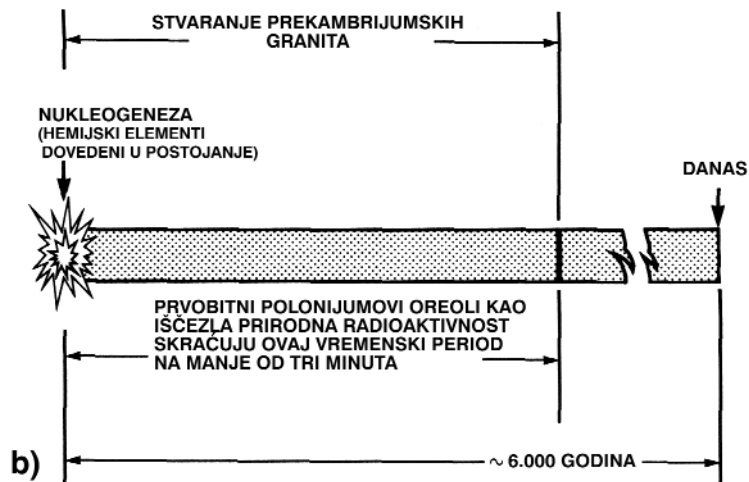 STVARANJE PREKAMBRIJUMSKIH
GRANITA
NUKLEOGENEZA
(HEMIJSKI ELEMENTI
DOVEDENI U POSTOJANJE)
DANAS
PRVOBITNI POLONIJUMOVI OREOLI KAO
IŠČEZLA PRIRODNA RADIOAKTIVNOST
SKRAĆUJU OVAJ VREMENSKI PERIOD
NA MANJE OD TRI MINUTA
b)
~ 6.000 GODINA